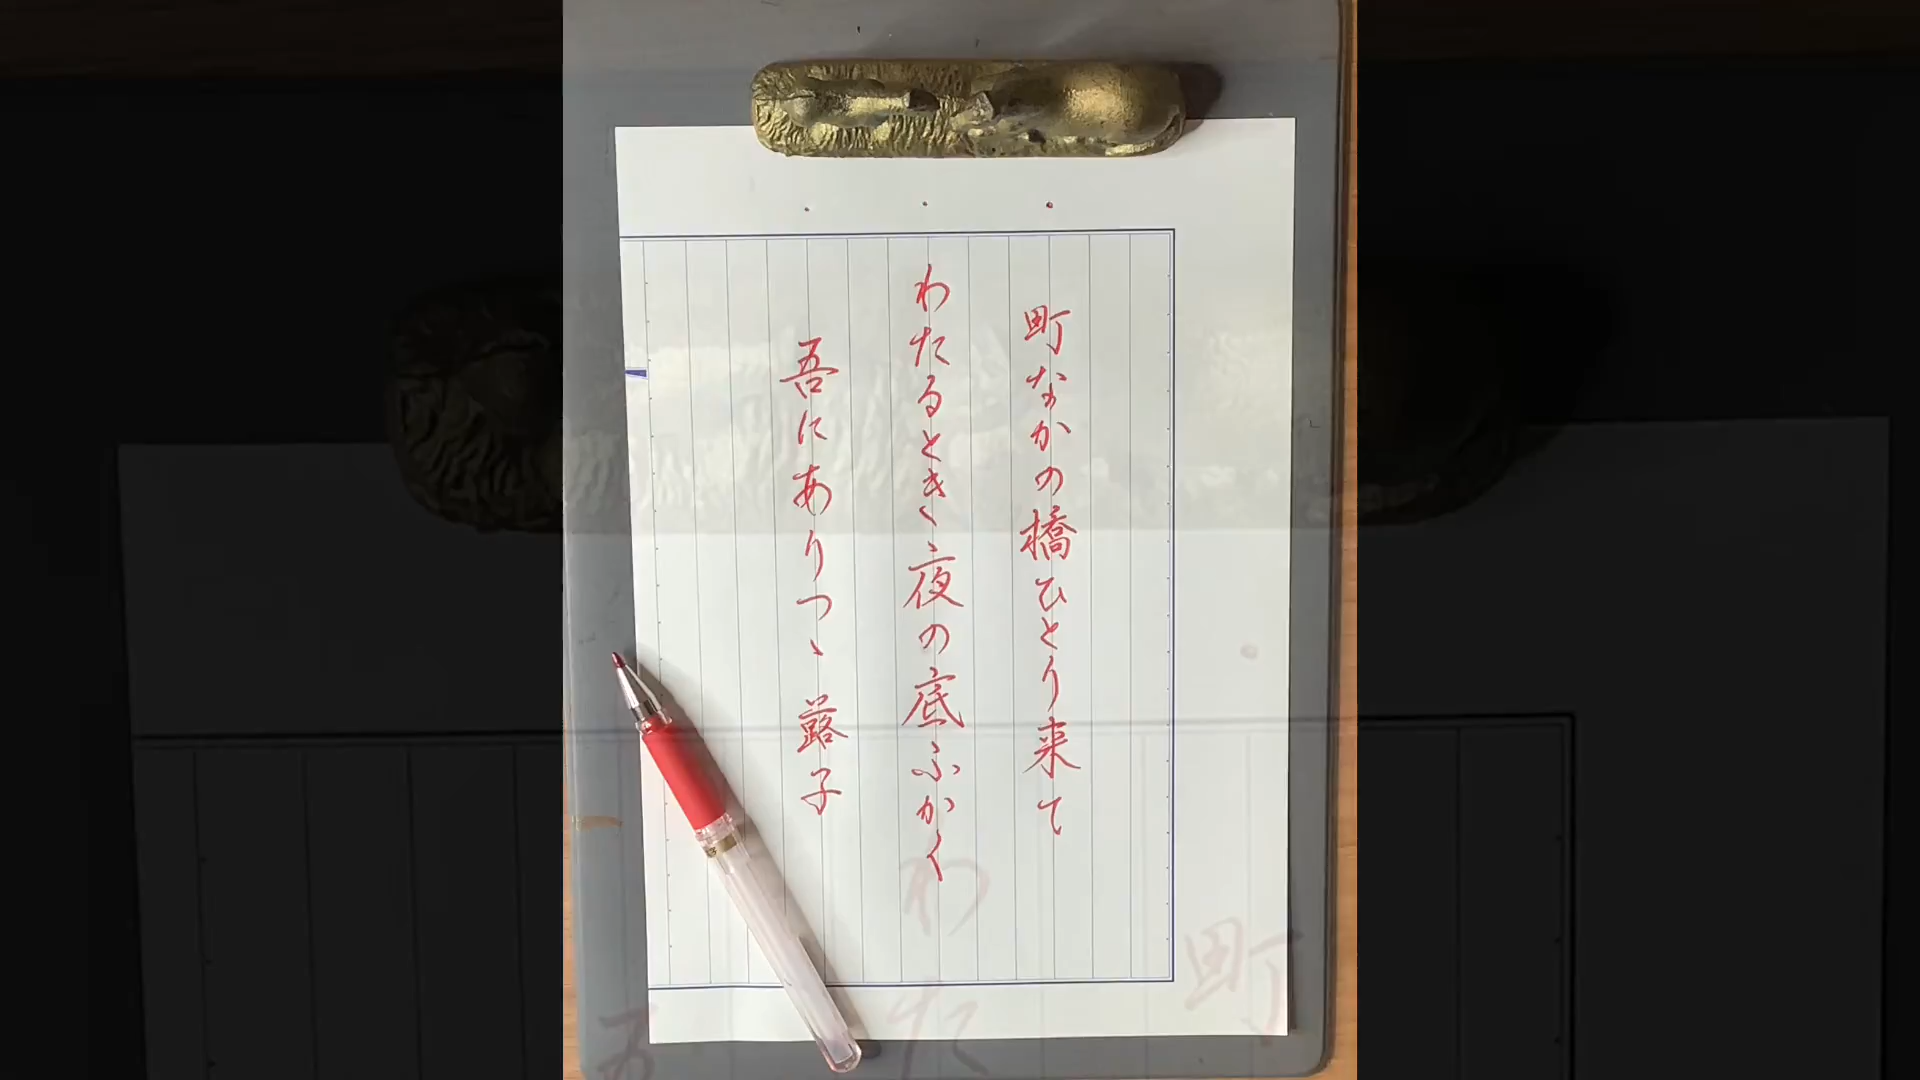 町なかの橋ひとり来て
わたるとき夜の底ふかく
吾にありつゝ 蕗子